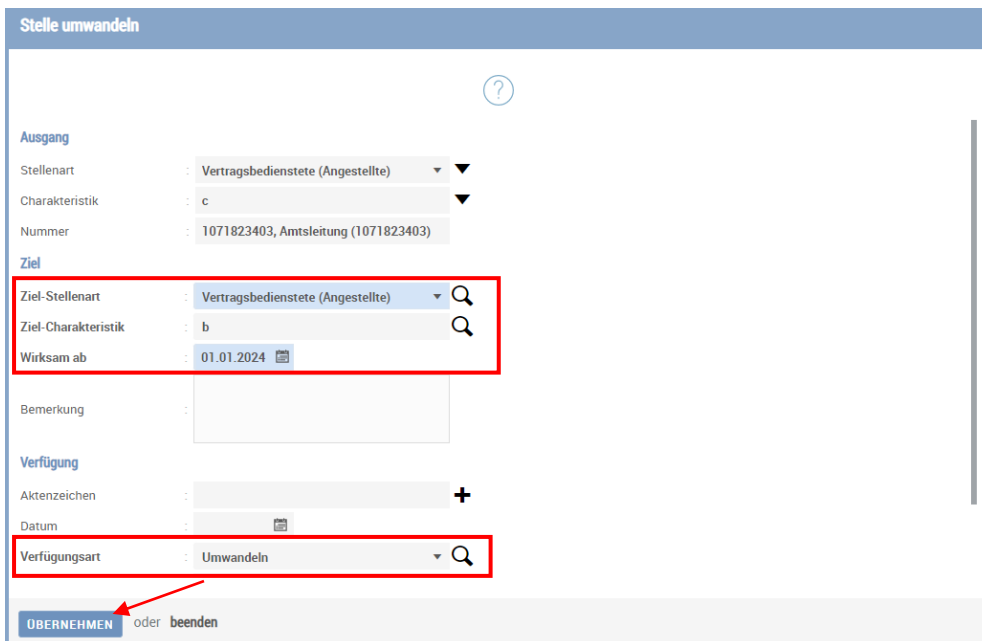 Stelle umwandeln
?
Ausgang
Stellenart : Vertragsbedienstete (Angestellte)
Charakteristik : c
Nummer : 1071823403, Amtsleitung (1071823403)
Ziel
Ziel-Stellenart : Vertragsbedienstete (Angestellte)
Ziel-Charakteristik : b
Wirksam ab : 01.01.2024
Bemerkung :
Verfügung
Aktenzeichen :
Datum :
Verfügungsart : Umwandeln
ÜBERNEHMEN oder beenden